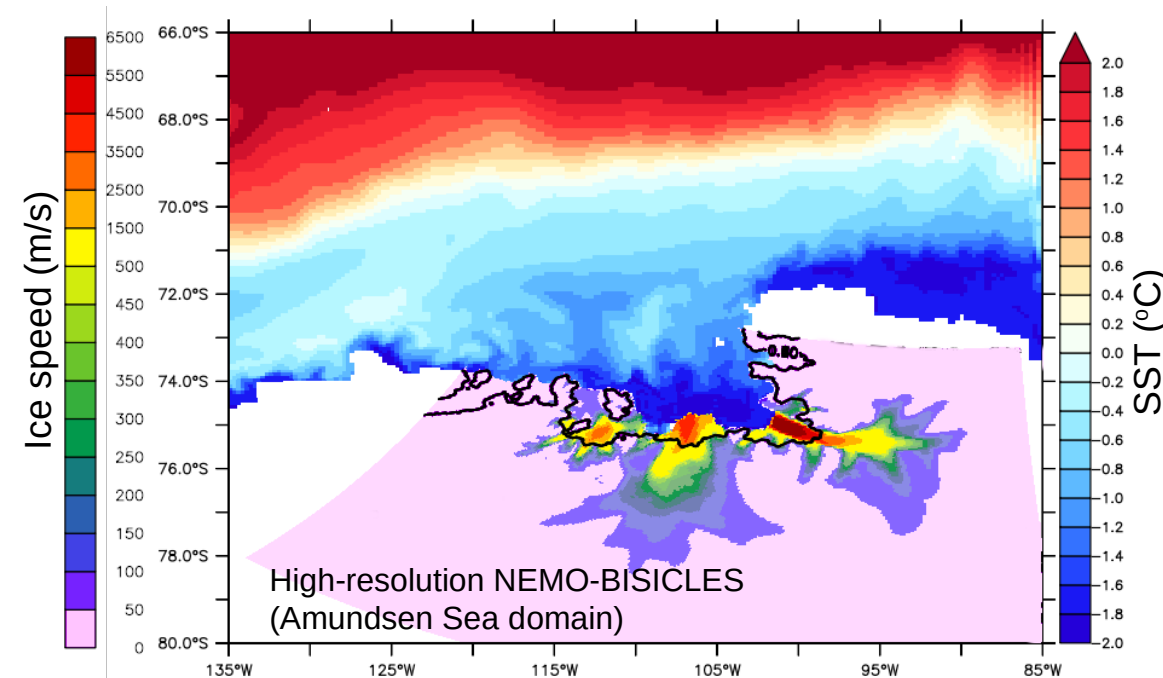 Ice speed (m/s)
6500
5500
4500
3500
2500
1500
500
450
400
350
300
250
200
150
100
50
0
66.0°S
68.0°S
70.0°S
72.0°S
74.0°S
76.0°S
78.0°S
80.0°S
0.50
High-resolution NEMO-BISICLES
(Amundsen Sea domain)
135°W
125°W
115°W
105°W
95°W
85°W
2.0
1.8
1.6
1.4
1.2
1.0
0.8
0.6
0.4
0.2
0.0
-0.2
-0.4
-0.6
-0.8
-1.0
-1.2
-1.4
-1.6
-1.8
-2.0
SST (°C)